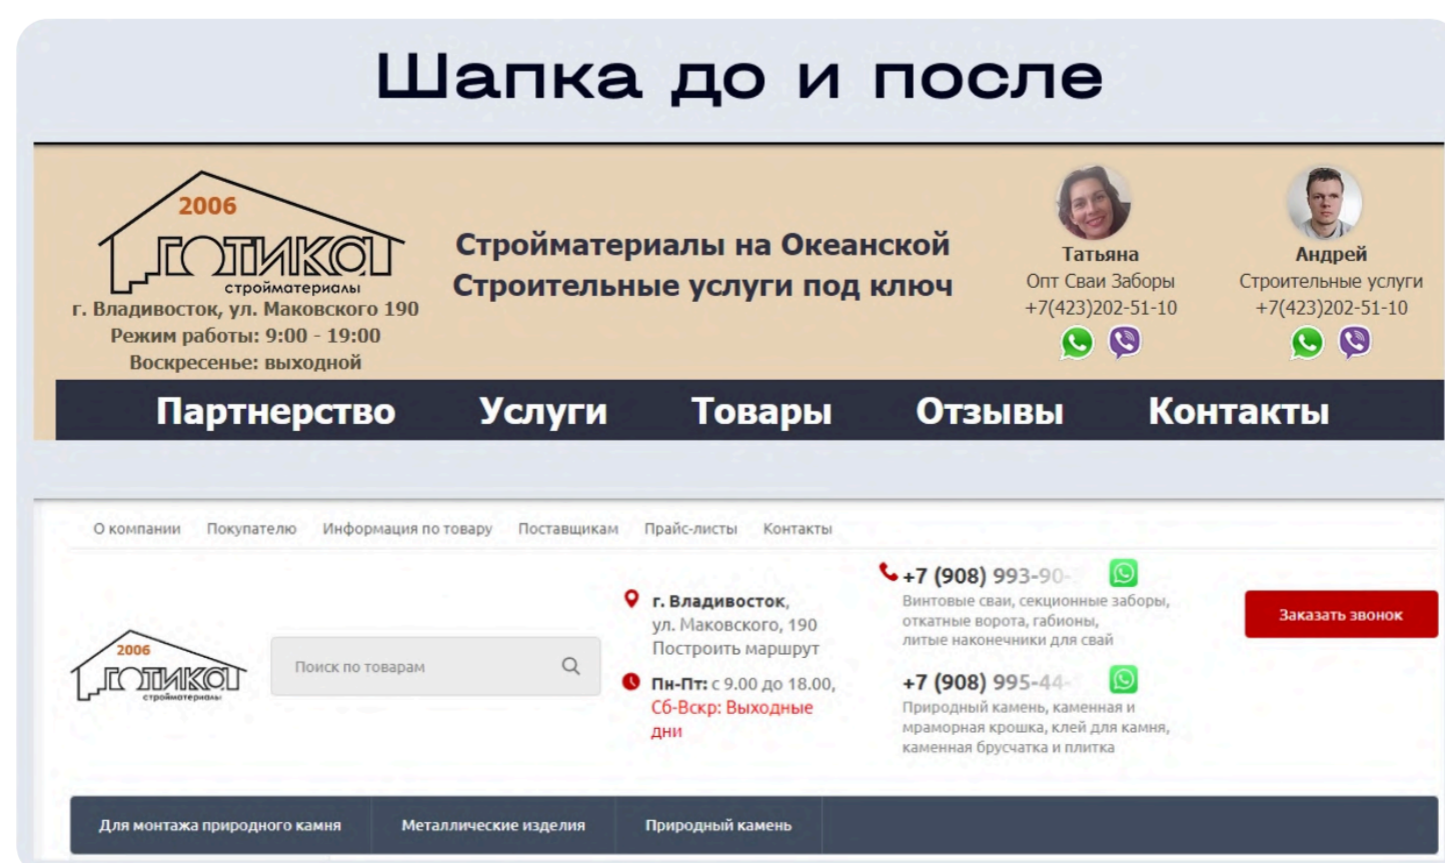 Шапка до и после
2006
ГОТИКА
стройматериалы
г. Владивосток, ул. Маковского 190
Режим работы: 9:00 - 19:00
Воскресенье: выходной
Стройматериалы на Океанской
Строительные услуги под ключ
Татьяна
Опт Сваи Заборы
+7(423)202-51-10
Андрей
Строительные услуги
+7(423)202-51-10
Партнерство Услуги Товары Отзывы Контакты
О компании Покупателю Информация по товару Поставщикам Прайс-листы Контакты
2006
ГОТИКА
стройматериалы
Поиск по товарам
г. Владивосток,
ул. Маковского, 190
Построить маршрут
Пн-Пт: с 9.00 до 18.00,
Сб-Вскр: Выходные
дни
+7 (908) 993-90-
Винтовые сваи, секционные заборы,
откатные ворота, габионы,
литые наконечники для свай
+7 (908) 995-44-
Природный камень, каменная и
мраморная крошка, клей для камня,
каменная брусчатка и плитка
Заказать звонок
Для монтажа природного камня Металлические изделия Природный камень